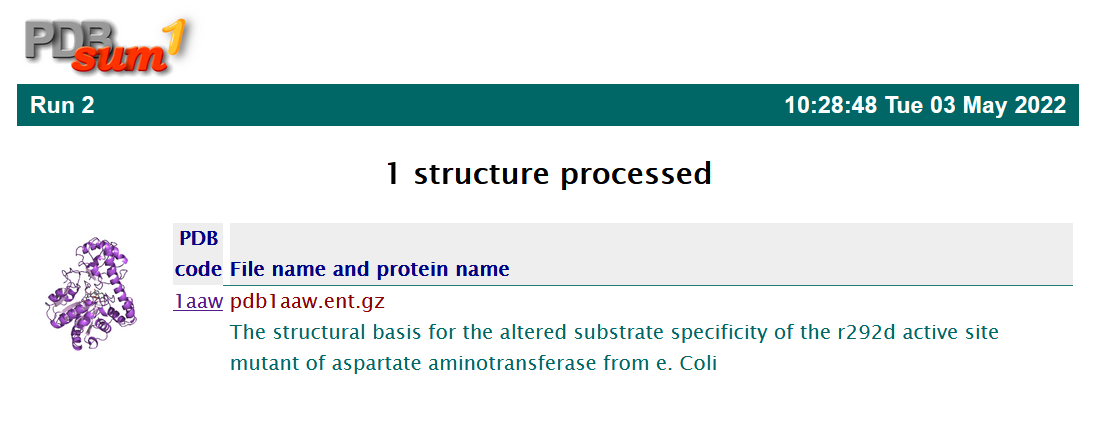 PDBsum1
Run 2 10:28:48 Tue 03 May 2022
1 structure processed
PDB
code File name and protein name
1aaw pdb1aaw.ent.gz
The structural basis for the altered substrate specificity of the r292d active site
mutant of aspartate aminotransferase from e. Coli